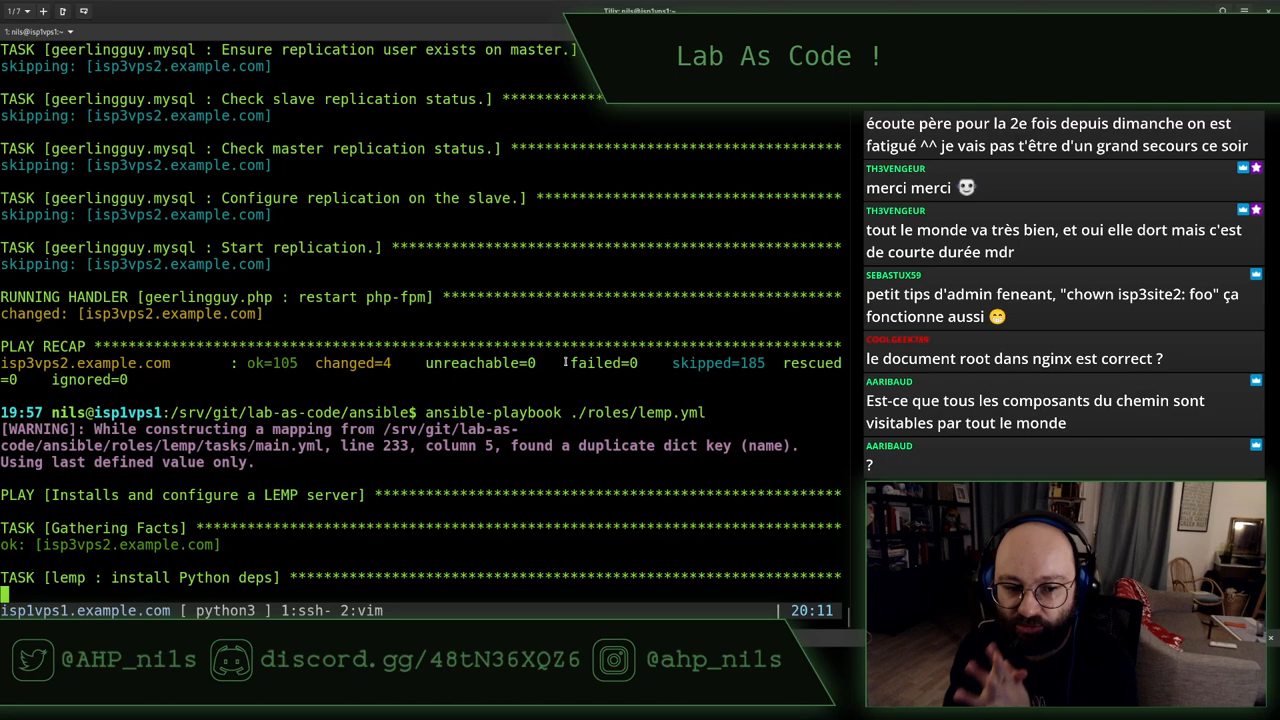 1/7
Tilix: nils@isp1vps1:~
1: nils@isp1vps1:~
Lab As Code !
TASK [geerlingguy.mysql : Ensure replication user exists on master.]
skipping: [isp3vps2.example.com]
TASK [geerlingguy.mysql : Check slave replication status.] ************
skipping: [isp3vps2.example.com]
TASK [geerlingguy.mysql : Check master replication status.] **************************************
skipping: [isp3vps2.example.com]
TASK [geerlingguy.mysql : Configure replication on the slave.] ***********************************
skipping: [isp3vps2.example.com]
TASK [geerlingguy.mysql : Start replication.] ***************************************************
skipping: [isp3vps2.example.com]
RUNNING HANDLER [geerlingguy.php : restart php-fpm] **********************************************
changed: [isp3vps2.example.com]
PLAY RECAP *************************************************************************************
isp3vps2.example.com       : ok=105  changed=4    unreachable=0    failed=0    skipped=185  rescued
=0    ignored=0
19:57 nils@isp1vps1:/srv/git/lab-as-code/ansible$ ansible-playbook ./roles/lemp.yml
[WARNING]: While constructing a mapping from /srv/git/lab-as-
code/ansible/roles/lemp/tasks/main.yml, line 233, column 5, found a duplicate dict key (name).
Using last defined value only.
PLAY [Installs and configure a LEMP server] *****************************************************
TASK [Gathering Facts] *************************************************************************
ok: [isp3vps2.example.com]
TASK [lemp : install Python deps] **************************************************************
isp1vps1.example.com [ python3 ] 1:ssh- 2:vim | 20:11
écoute père pour la 2e fois depuis dimanche on est
fatigué ^^ je vais pas t'être d'un grand secours ce soir
TH3VENGEUR
merci merci
TH3VENGEUR
tout le monde va très bien, et oui elle dort mais c'est
de courte durée mdr
SEBASTUX59
petit tips d'admin feneant, "chown isp3site2: foo" ça
fonctionne aussi 😁
COOLGEEK789
le document root dans nginx est correct ?
AARIBAUD
Est-ce que tous les composants du chemin sont
visitables par tout le monde
AARIBAUD
?
@AHP_nils discord.gg/48tN36XQZ6 @ahp_nils